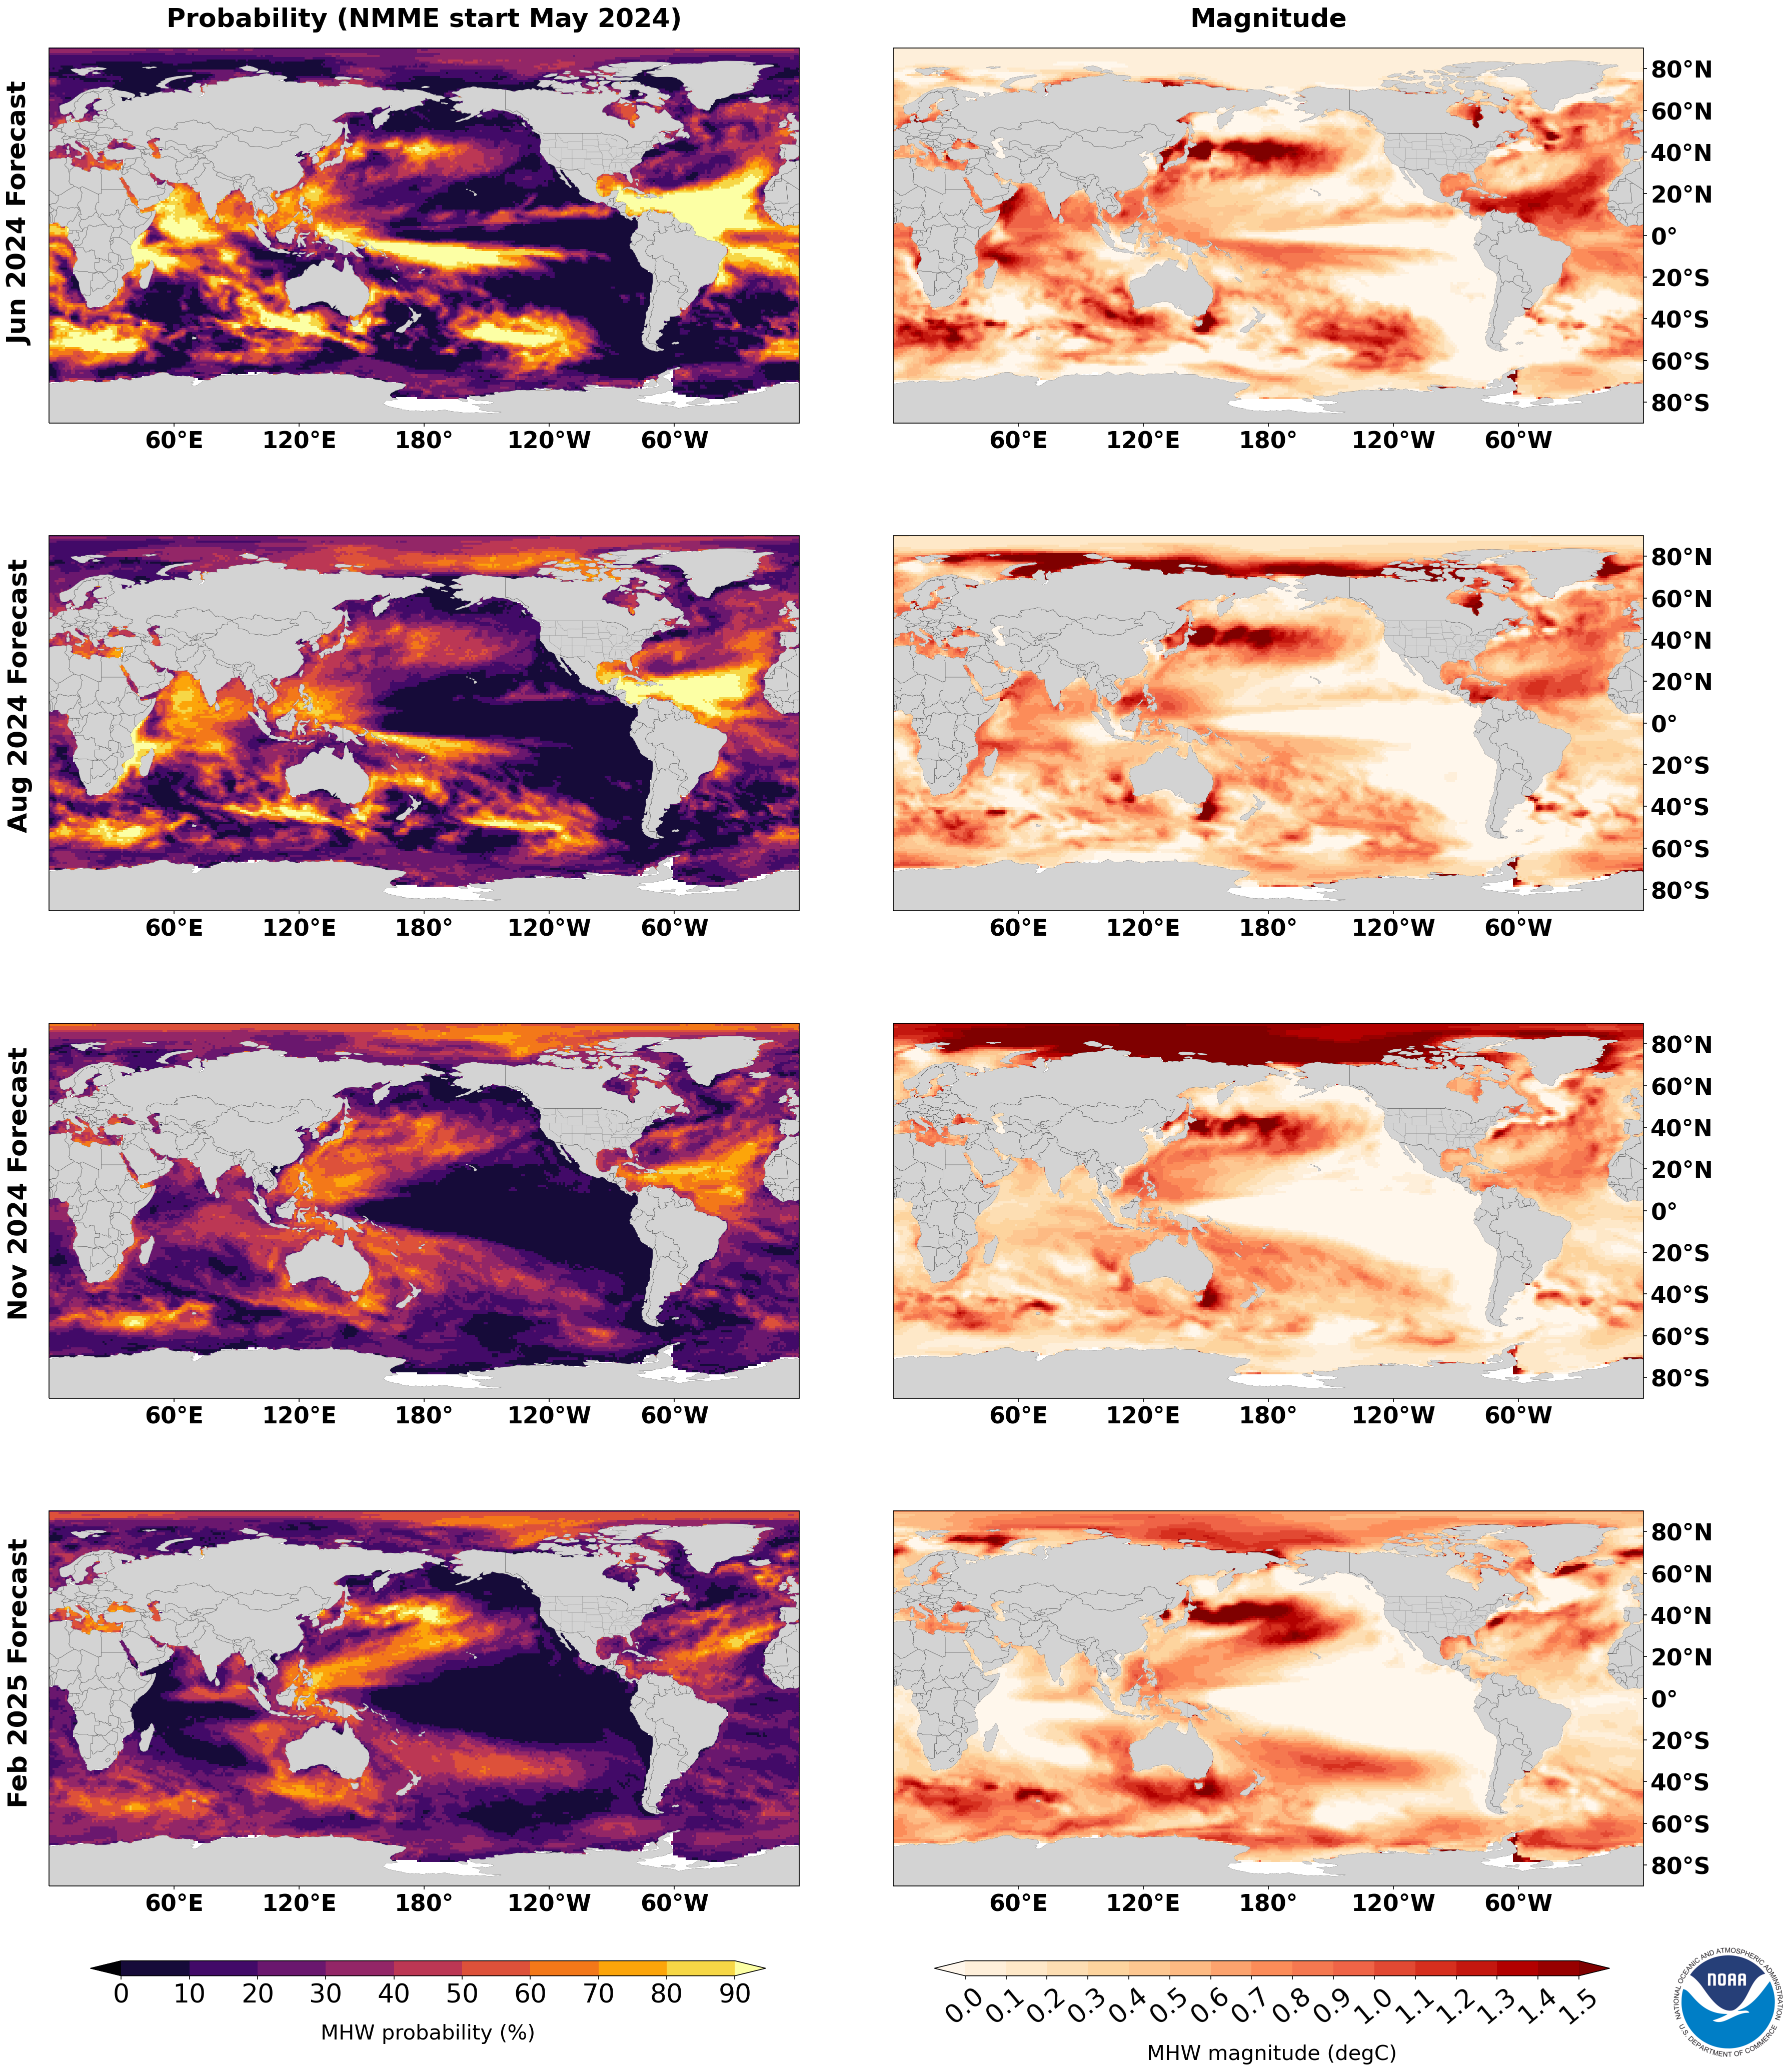 Probability (NMME start May 2024)
Magnitude
Jun 2024 Forecast
80°N
60°N
40°N
20°N
0°
20°S
40°S
60°S
80°S
60°E 120°E 180° 120°W 60°W
60°E 120°E 180° 120°W 60°W
Aug 2024 Forecast
80°N
60°N
40°N
20°N
0°
20°S
40°S
60°S
80°S
60°E 120°E 180° 120°W 60°W
60°E 120°E 180° 120°W 60°W
Nov 2024 Forecast
80°N
60°N
40°N
20°N
0°
20°S
40°S
60°S
80°S
60°E 120°E 180° 120°W 60°W
60°E 120°E 180° 120°W 60°W
Feb 2025 Forecast
80°N
60°N
40°N
20°N
0°
20°S
40°S
60°S
80°S
60°E 120°E 180° 120°W 60°W
60°E 120°E 180° 120°W 60°W
0 10 20 30 40 50 60 70 80 90
MHW probability (%)
0.0 0.1 0.2 0.3 0.4 0.5 0.6 0.7 0.8 0.9 1.0 1.1 1.2 1.3 1.4 1.5
MHW magnitude (degC)
NATIONAL OCEANIC AND ATMOSPHERIC ADMINISTRATION
NOAA
U.S. DEPARTMENT OF COMMERCE